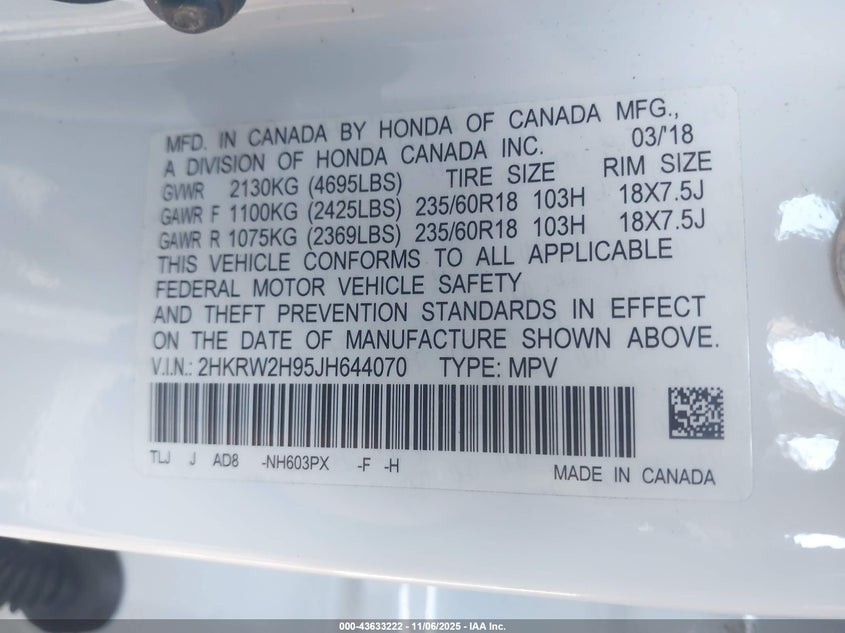 MFD. IN CANADA BY HONDA OF CANADA MFG.,
A DIVISION OF HONDA CANADA INC. 03/'18
GVWR 2130KG (4695LBS) TIRE SIZE RIM SIZE
GAWR F 1100KG (2425LBS) 235/60R18 103H 18X7.5J
GAWR R 1075KG (2369LBS) 235/60R18 103H 18X7.5J
THIS VEHICLE CONFORMS TO ALL APPLICABLE
FEDERAL MOTOR VEHICLE SAFETY
AND THEFT PREVENTION STANDARDS IN EFFECT
ON THE DATE OF MANUFACTURE SHOWN ABOVE.
V.I.N.: 2HKRW2H95JH644070 TYPE: MPV
TLJ J AD8 -NH603PX -F -H
MADE IN CANADA
000-43633222 - 11/06/2025 - IAA Inc.